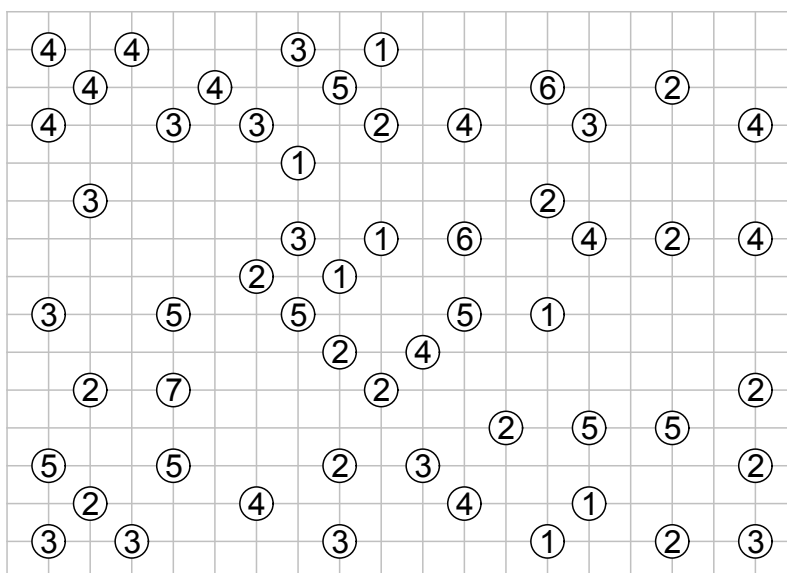 4 4 3 1
4 4 5 6 2
4 3 3 2 4 3 4
1
3 2
3 1 6 4 2 4
2 1
3 5 5 5 1
2 4
2 7 2 2
2 5 5
5 5 2 3 2
2 4 4 1
3 3 3 1 2 3